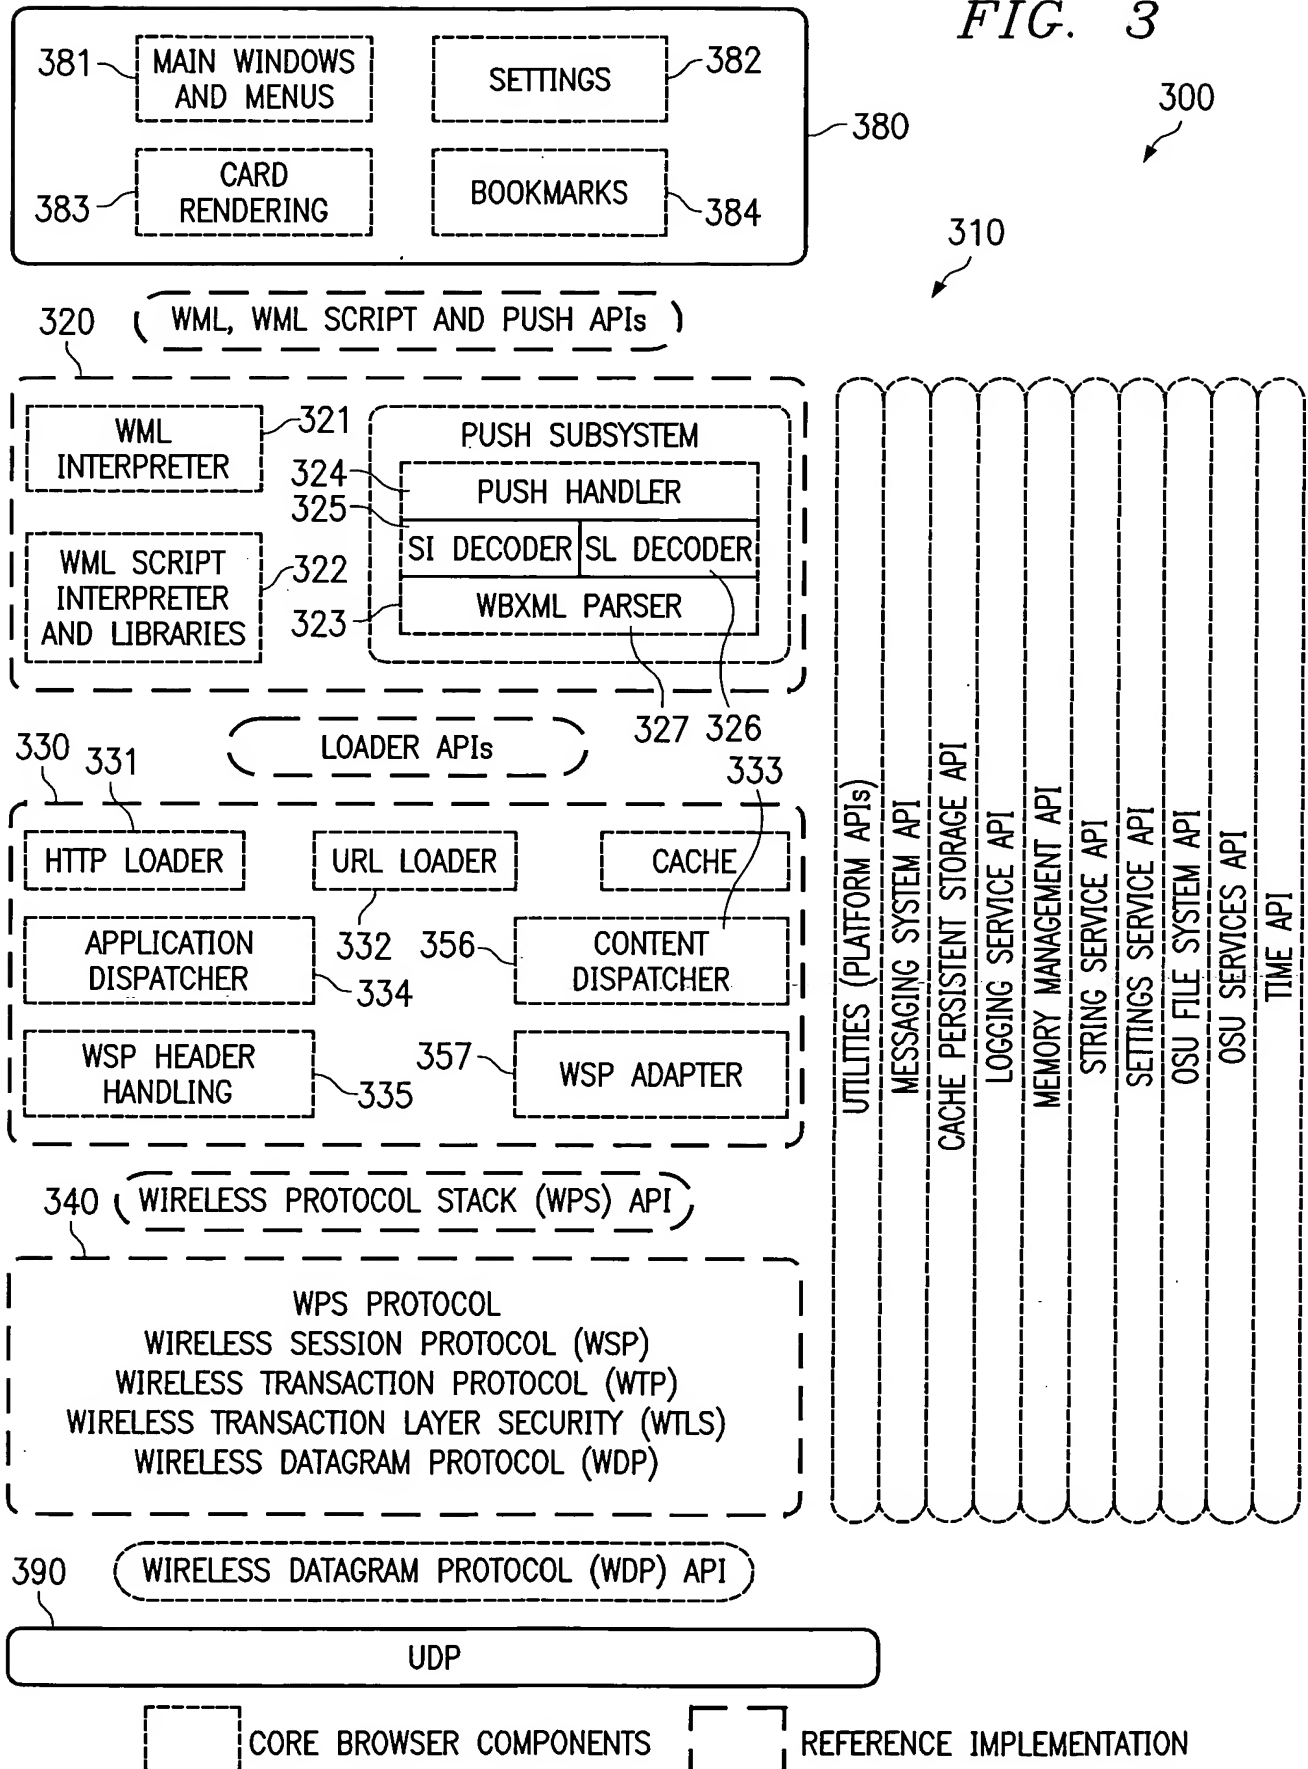 FIG. 3
300
310
381
MAIN WINDOWS
AND MENUS
SETTINGS
382
380
383
CARD
RENDERING
BOOKMARKS
384
320
WML, WML SCRIPT AND PUSH APIs
WML
INTERPRETER
321
PUSH SUBSYSTEM
324
PUSH HANDLER
325
SI DECODER
SL DECODER
WML SCRIPT
INTERPRETER
AND LIBRARIES
322
323
WBXML PARSER
327
326
330
331
LOADER APIs
333
HTTP LOADER
URL LOADER
CACHE
332
APPLICATION
DISPATCHER
334
356
CONTENT
DISPATCHER
WSP HEADER
HANDLING
335
357
WSP ADAPTER
340
WIRELESS PROTOCOL STACK (WPS) API
WPS PROTOCOL
WIRELESS SESSION PROTOCOL (WSP)
WIRELESS TRANSACTION PROTOCOL (WTP)
WIRELESS TRANSACTION LAYER SECURITY (WTLS)
WIRELESS DATAGRAM PROTOCOL (WDP)
UTILITIES (PLATFORM APIs)
MESSAGING SYSTEM API
CACHE PERSISTENT STORAGE API
LOGGING SERVICE API
MEMORY MANAGEMENT API
STRING SERVICE API
SETTINGS SERVICE API
OSU FILE SYSTEM API
OSU SERVICES API
TIME API
390
WIRELESS DATAGRAM PROTOCOL (WDP) API
UDP
CORE BROWSER COMPONENTS
REFERENCE IMPLEMENTATION